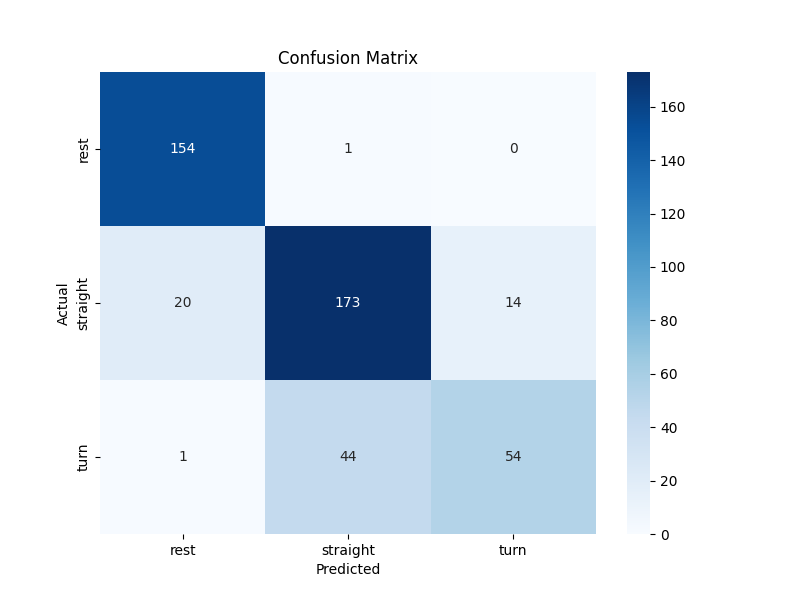 Confusion Matrix
rest
154
1
0
Actual
straight
20
173
14
turn
1
44
54
rest
straight
turn
Predicted
160
140
120
100
80
60
40
20
0